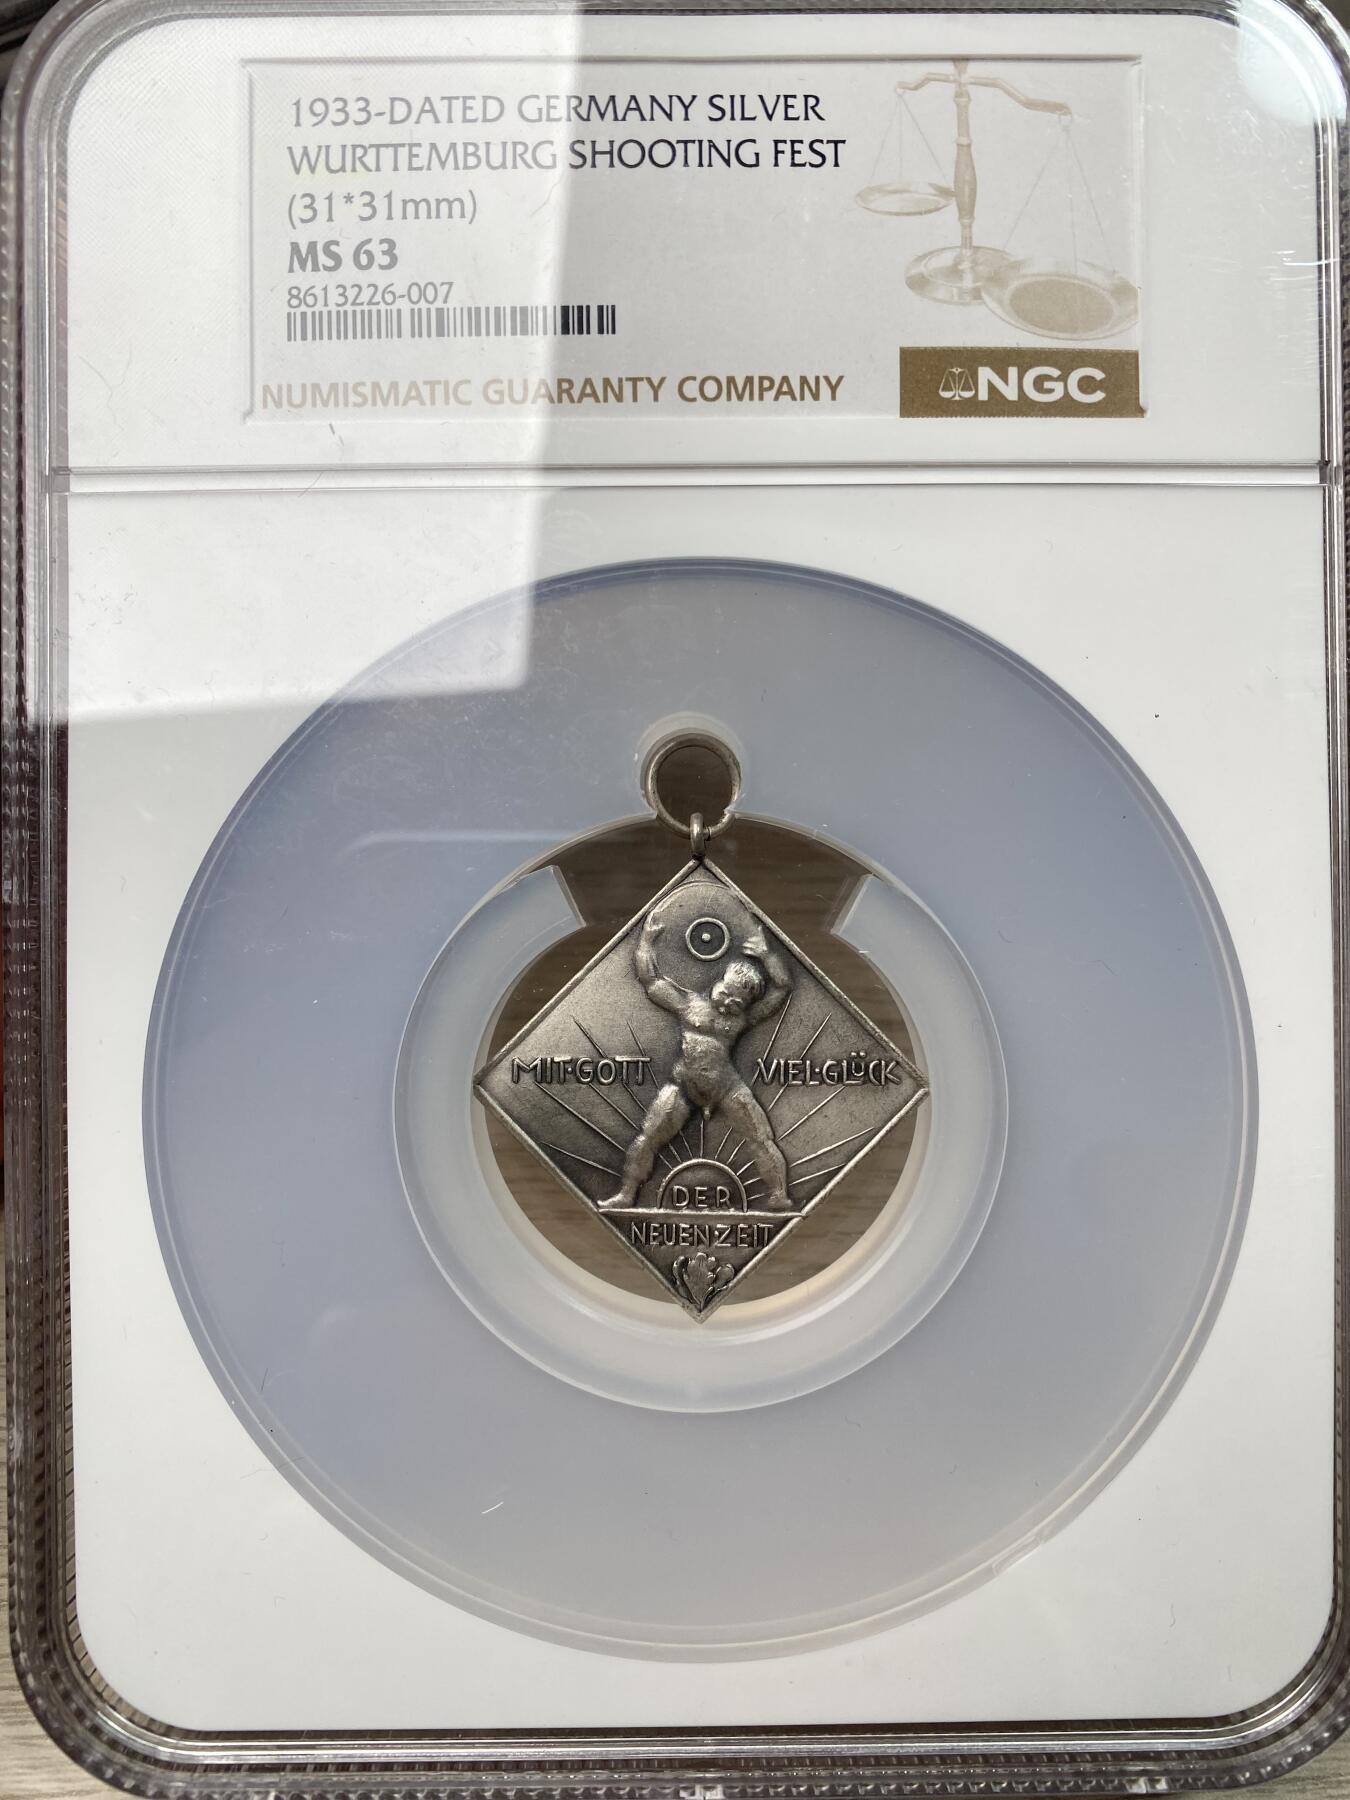 1933-DATED GERMANY SILVER
WURTTEMBURG SHOOTING FEST
(31*31mm)
MS 63
8613226-007
NUMISMATIC GUARANTY COMPANY
NGC
MIT·GOTT VIEL·GLÜCK
DER
NEUEN·ZEIT